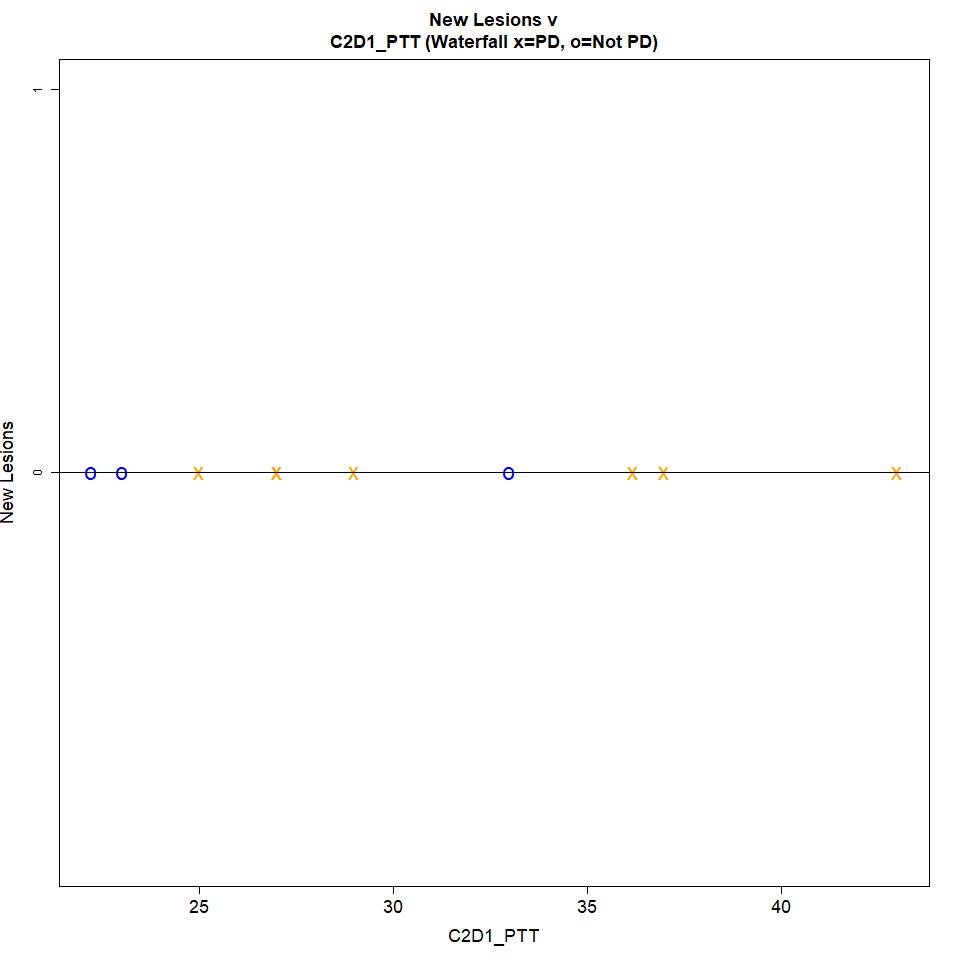 New Lesions v
C2D1_PTT (Waterfall x=PD, o=Not PD)
1
New Lesions
0
o o x x x o x x x
25 30 35 40
C2D1_PTT